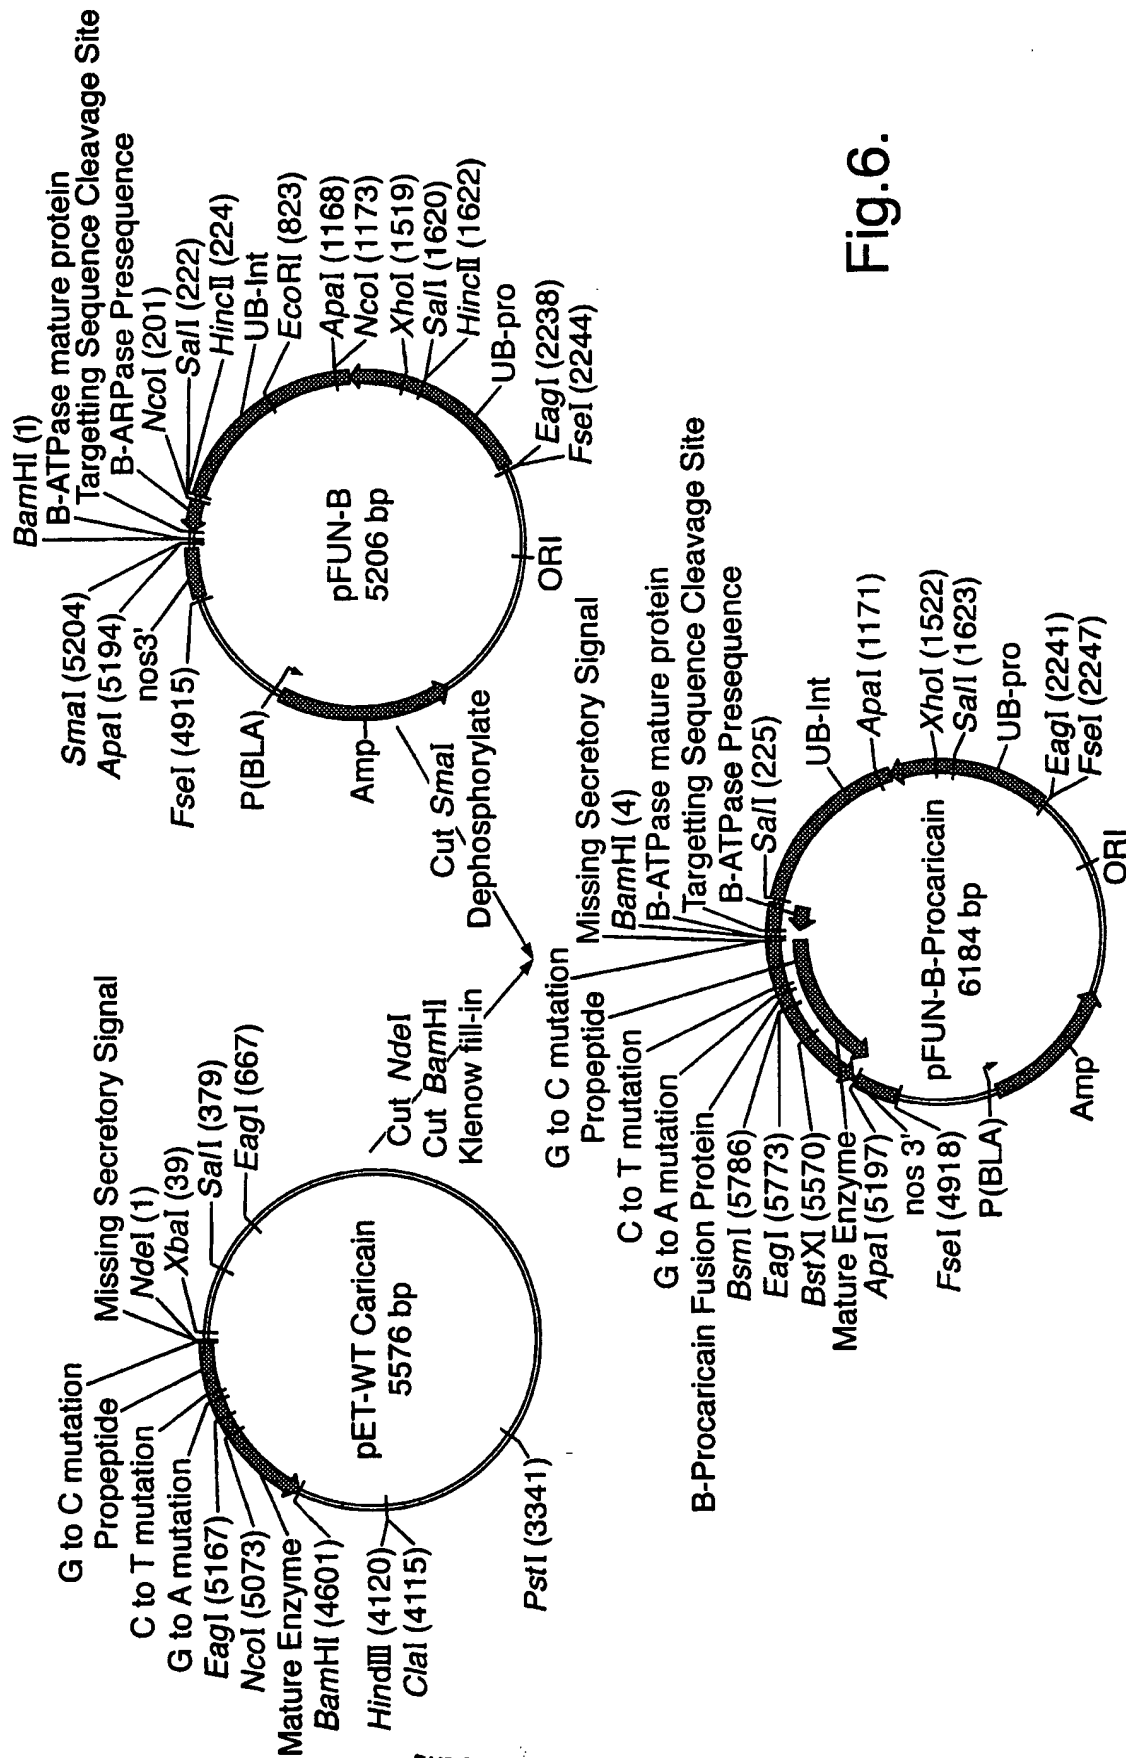 G to C mutation
Propeptide
C to T mutation
G to A mutation
EagI (5167)
NcoI (5073)
Mature Enzyme
BamHI (4601)
HindIII (4120)
ClaI (4115)
PstI (3341)
Missing Secretory Signal
NdeI (1)
XbaI (39)
SalI (379)
EagI (667)
pET-WT Caricain
5576 bp
Cut NdeI
Cut BamHI
Klenow fill-in
SmaI (5204)
ApaI (5194)
nos3'
FseI (4915)
P(BLA)
Amp
BamHI (1)
B-ATPase mature protein
Targetting Sequence Cleavage Site
B-ARPase Presequence
NcoI (201)
SalI (222)
HincII (224)
UB-Int
EcoRI (823)
ApaI (1168)
NcoI (1173)
XhoI (1519)
SalI (1620)
HincII (1622)
UB-pro
EagI (2238)
FseI (2244)
ORI
pFUN-B
5206 bp
Cut SmaI
Dephosphorylate
G to C mutation
Propeptide
C to T mutation
G to A mutation
B-Procaricain Fusion Protein
BsmI (5786)
EagI (5773)
BstXI (5570)
Mature Enzyme
ApaI (5197)
nos 3'
FseI (4918)
P(BLA)
Amp
Missing Secretory Signal
BamHI (4)
B-ATPase mature protein
Targetting Sequence Cleavage Site
B-ATPase Presequence
SalI (225)
UB-Int
ApaI (1171)
XhoI (1522)
SalI (1623)
UB-pro
EagI (2241)
FseI (2247)
ORI
pFUN-B-Procaricain
6184 bp
Fig.6.